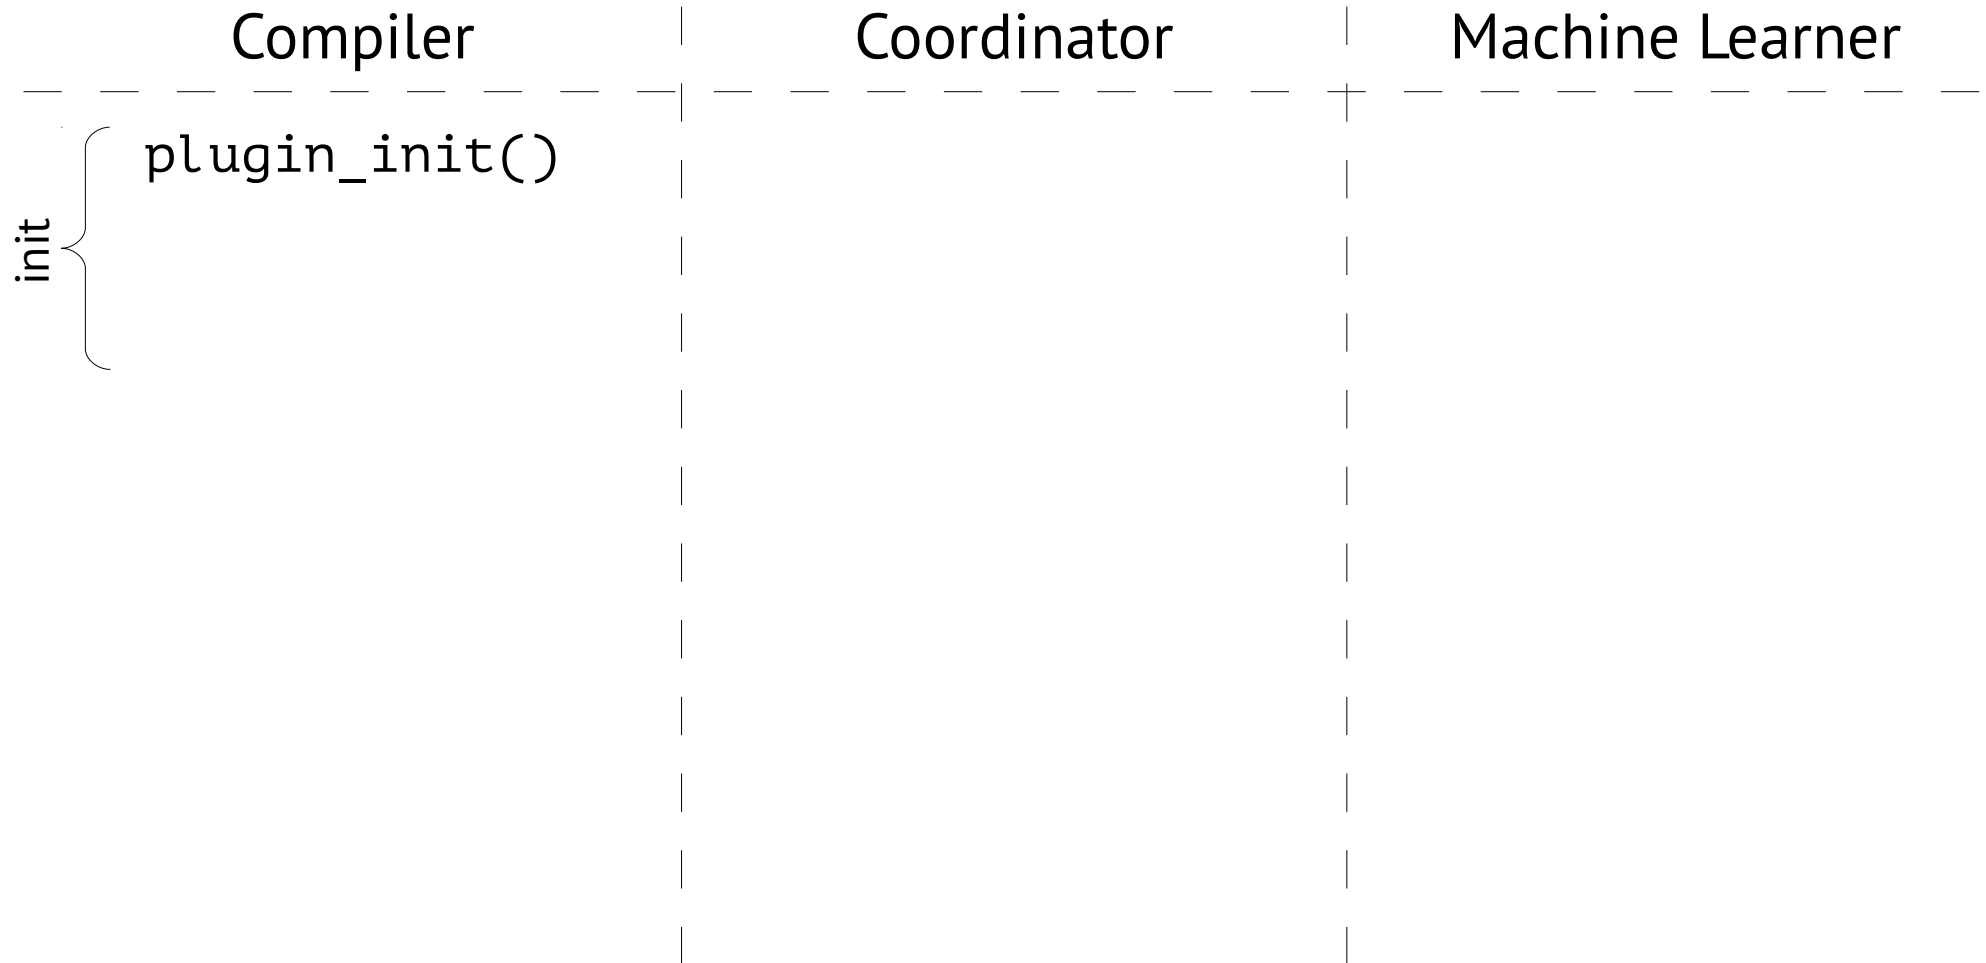 Compiler
Coordinator
Machine Learner
plugin_init()
init